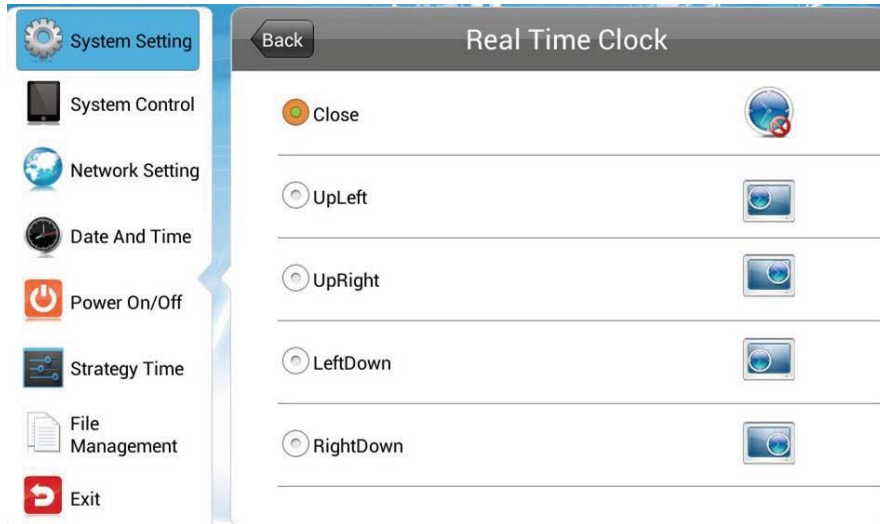 System Setting
System Control
Network Setting
Date And Time
Power On/Off
Strategy Time
File
Management
Exit
Back
Real Time Clock
Close
UpLeft
UpRight
LeftDown
RightDown